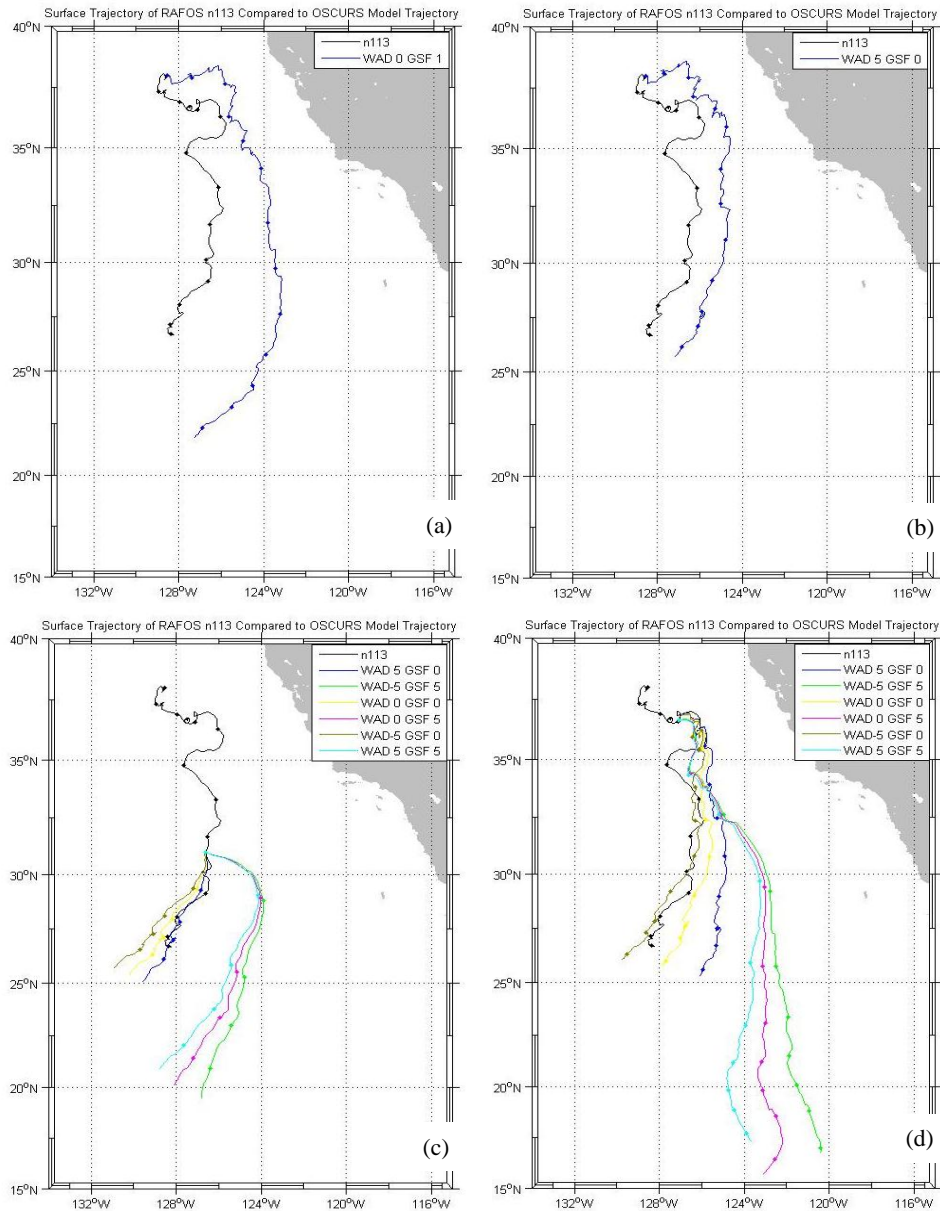 Surface Trajectory of RAFOS n113 Compared to OSCURS Model Trajectory
40°N
35°N
30°N
20°N
15°N
132°W 128°W 124°W 120°W 116°W
n113
WAD 0 GSF 1
(a)
Surface Trajectory of RAFOS n113 Compared to OSCURS Model Trajectory
40°N
35°N
30°N
20°N
15°N
132°W 128°W 124°W 120°W 116°W
n113
WAD 5 GSF 0
(b)
Surface Trajectory of RAFOS n113 Compared to OSCURS Model Trajectory
40°N
35°N
30°N
25°N
20°N
15°N
132°W 128°W 124°W 120°W 116°W
n113
WAD 5 GSF 0
WAD-5 GSF 5
WAD 0 GSF 0
WAD 0 GSF 5
WAD-5 GSF 0
WAD 5 GSF 5
(c)
Surface Trajectory of RAFOS n113 Compared to OSCURS Model Trajectory
40°N
35°N
30°N
25°N
20°N
15°N
132°W 128°W 124°W 120°W 116°W
n113
WAD 5 GSF 0
WAD-5 GSF 5
WAD 0 GSF 0
WAD 0 GSF 5
WAD-5 GSF 0
WAD 5 GSF 5
(d)